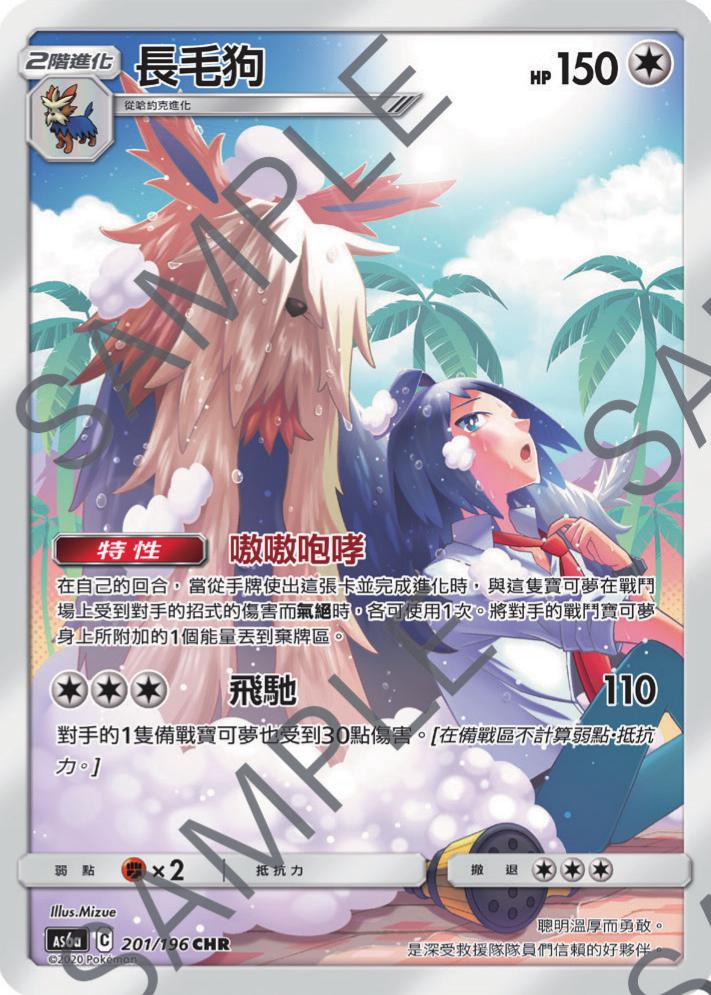 2階進化
長毛狗
HP 150
從哈約克進化
特性 嗷嗷咆哮
在自己的回合，當從手牌使出這張卡並完成進化時，與這隻寶可夢在戰鬥
場上受到對手的招式的傷害而氣絕時，各可使用1次。將對手的戰鬥寶可夢
身上所附加的1個能量丟到棄牌區。
飛馳 110
對手的1隻備戰寶可夢也受到30點傷害。[在備戰區不計算弱點・抵抗
力。]
弱點 ×2 抵抗力 撤退
Illus.Mizue
AS6a C 201/196 CHR
©2020 Pokémon
聰明溫厚而勇敢。
是深受救援隊隊員們信賴的好夥伴。
SAMPLE
SAMPLE
SAMPLE